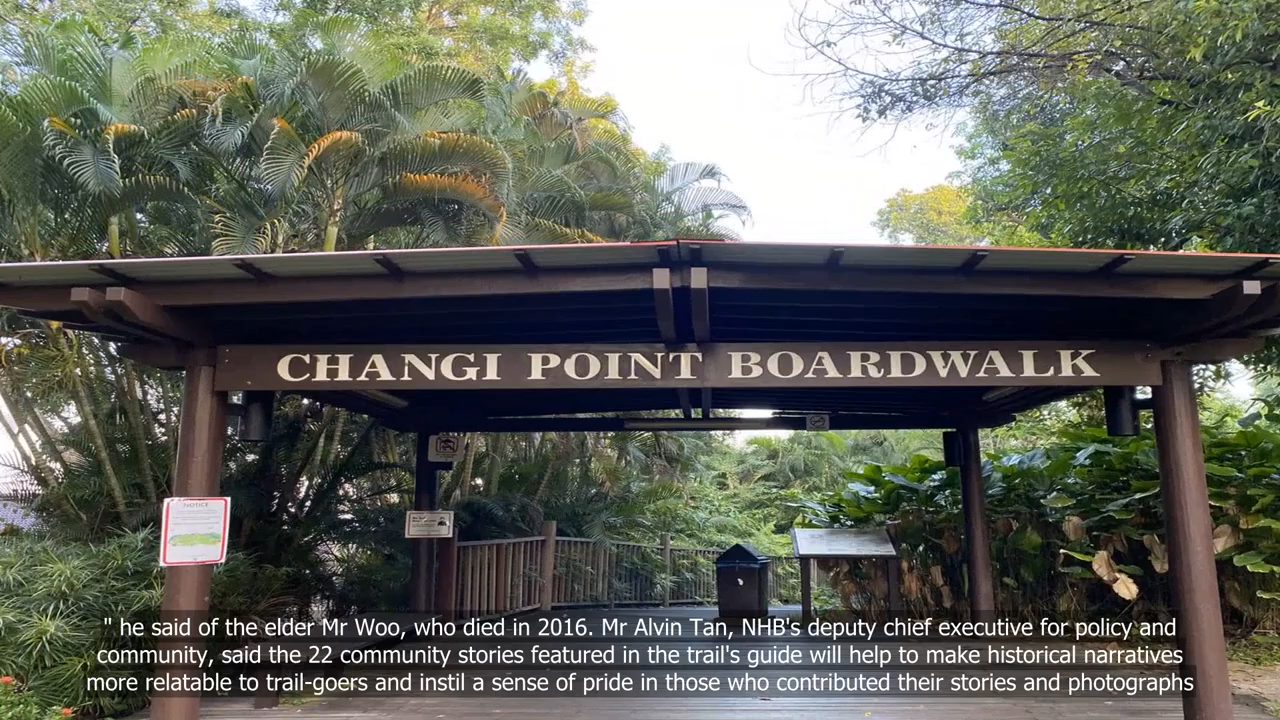 CHANGI POINT BOARDWALK
NOTICE
" he said of the elder Mr Woo, who died in 2016. Mr Alvin Tan, NHB's deputy chief executive for policy and
community, said the 22 community stories featured in the trail's guide will help to make historical narratives
more relatable to trail-goers and instil a sense of pride in those who contributed their stories and photographs